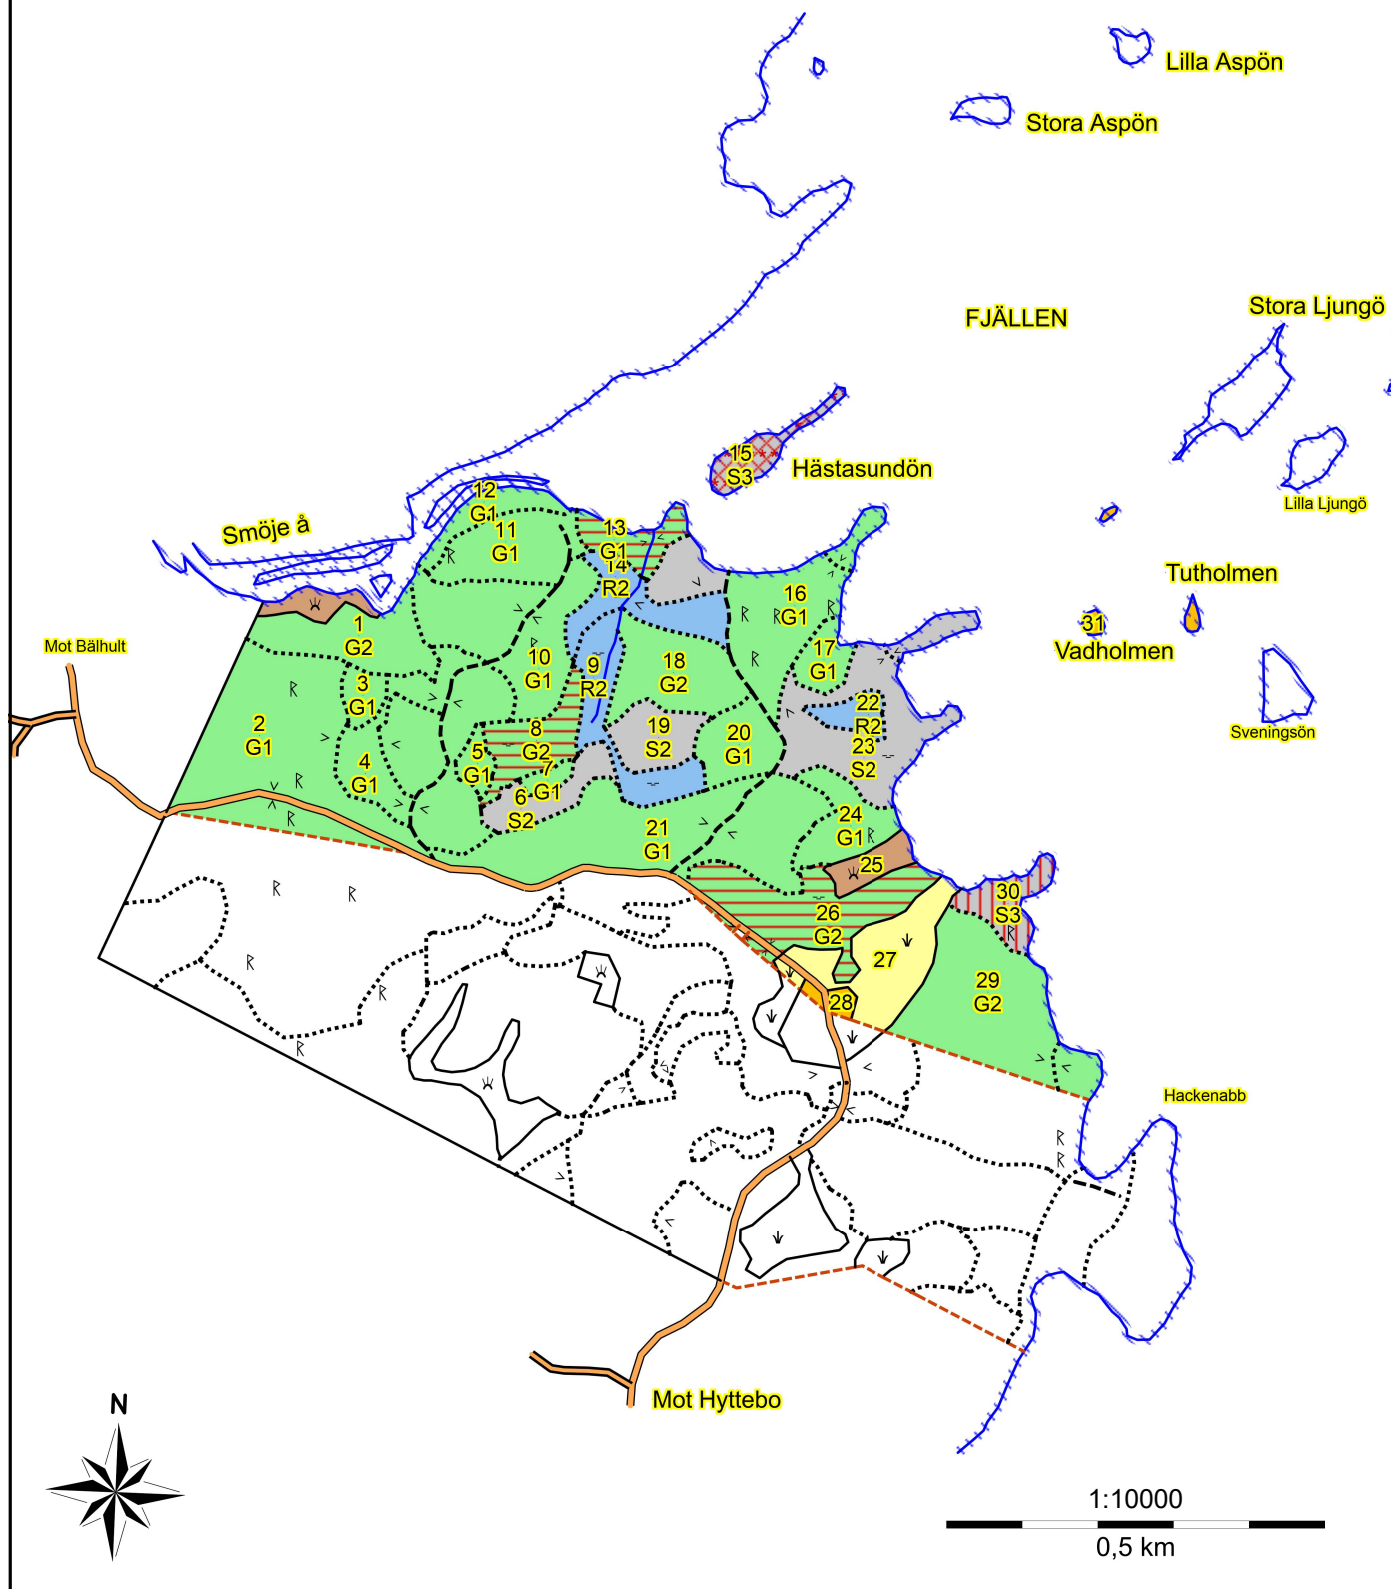 Lilla Aspön
Stora Aspön
Stora Ljungö
FJÄLLEN
15
S3
Hästasundön
Lilla Ljungö
12
G1
Smöje å
11
G1
13
G1
14
R2
Tutholmen
16
G1
31
Vadholmen
1
G2
Mot Bälhult
17
G1
10
G1
9
R2
18
G2
3
G1
22
R2
2
G1
8
G2
19
S2
20
G1
Sveningsön
23
S2
5
G1
4
G1
7
G1
6
S2
24
G1
21
G1
25
30
S3
26
G2
27
29
G2
28
Hackenabb
Mot Hyttebo
N
1:10000
0,5 km